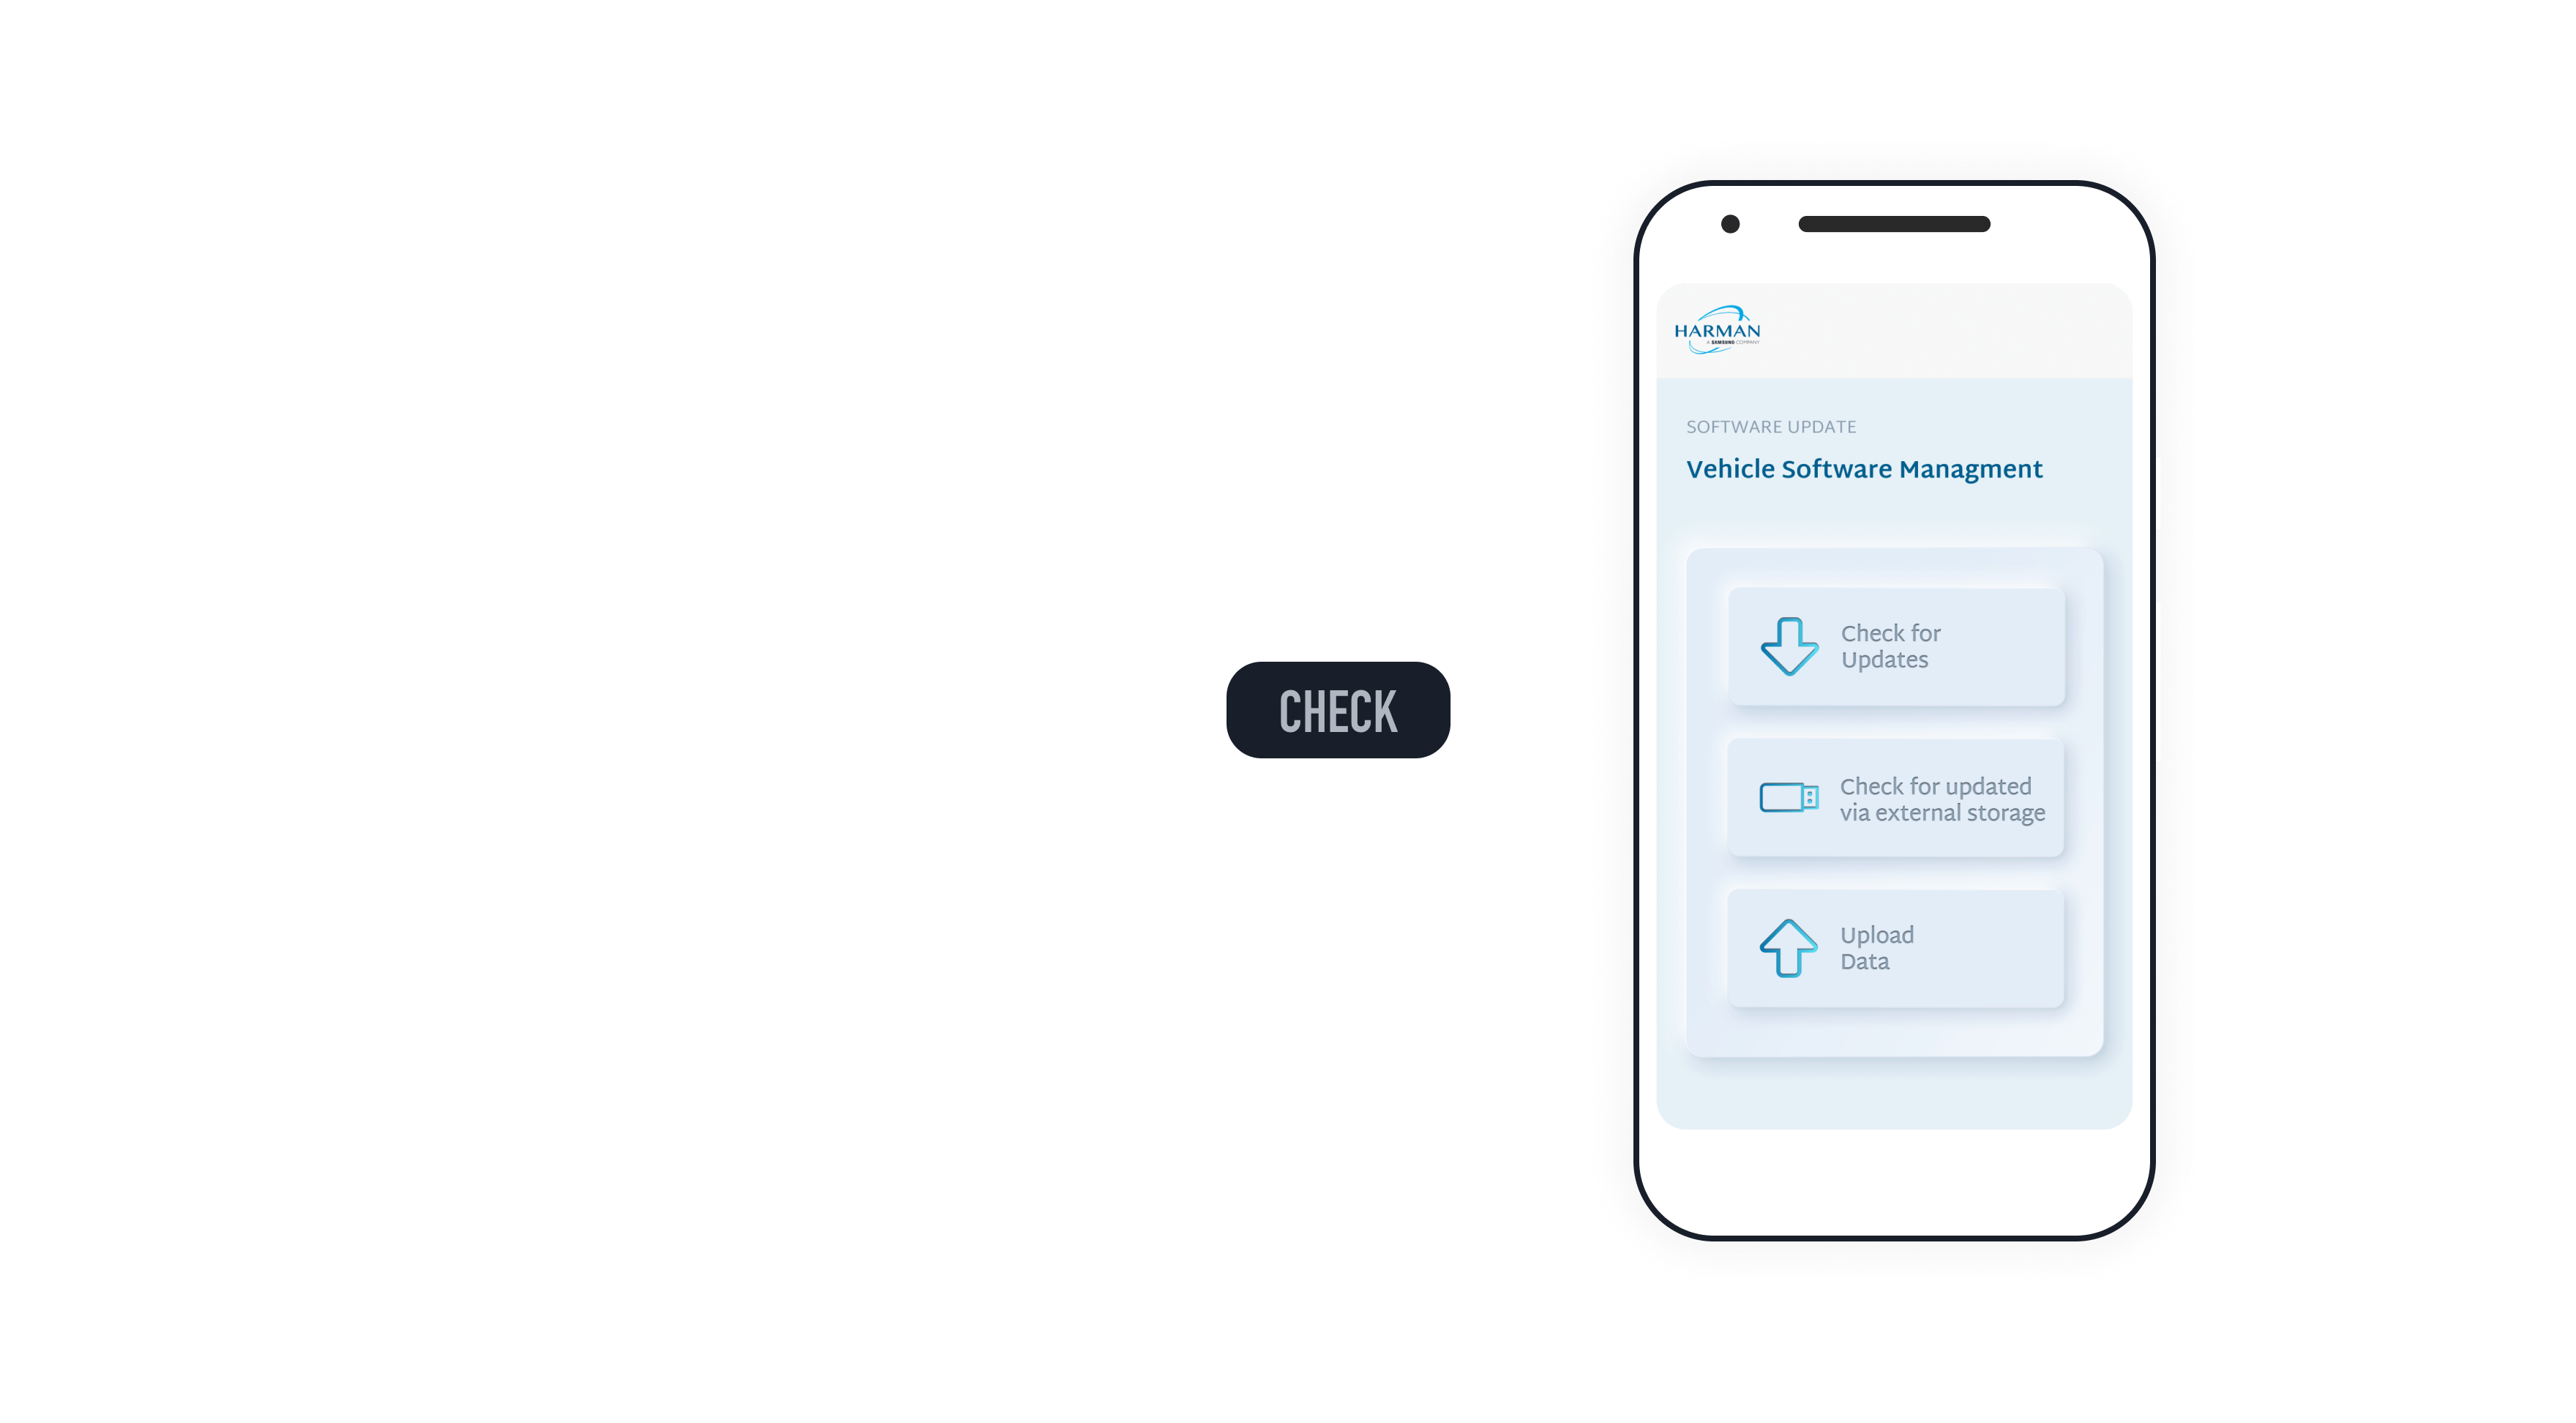 CHECK
HARMAN
A SAMSUNG COMPANY
SOFTWARE UPDATE
Vehicle Software Managment
Check for
Updates
Check for updated
via external storage
Upload
Data